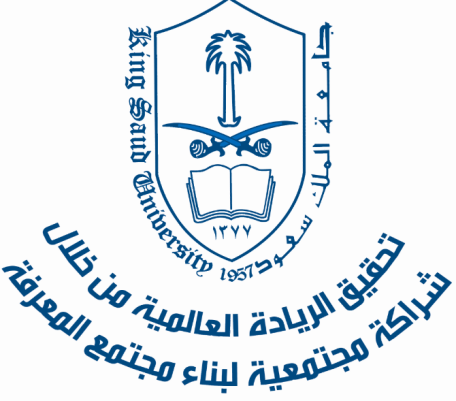 King Saud University 1957
جامعة الملك سعود
١٣٧٧
تحقيق الريادة العالمية من خلال
شراكة مجتمعية لبناء مجتمع المعرفة